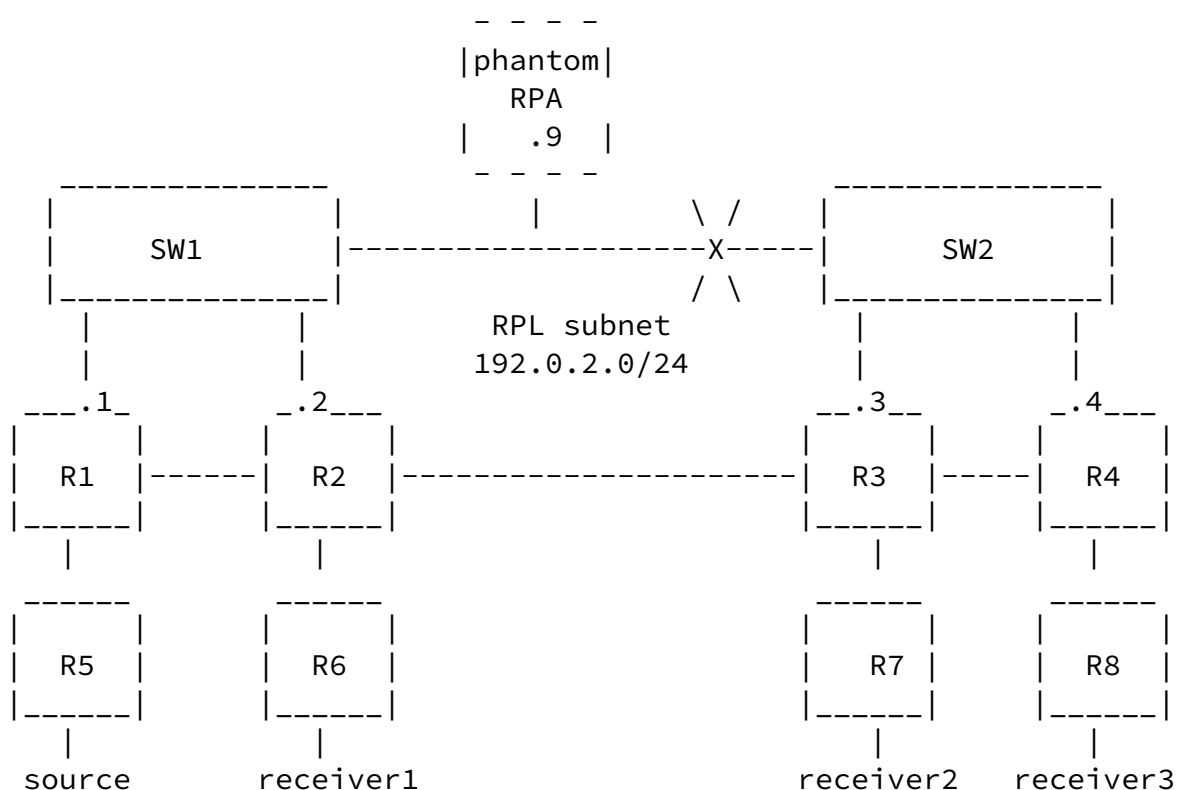 phantom
RPA
.9
SW1 X SW2
RPL subnet
192.0.2.0/24
.1 .2 .3 .4
R1 R2 R3 R4
R5 R6 R7 R8
source receiver1 receiver2 receiver3